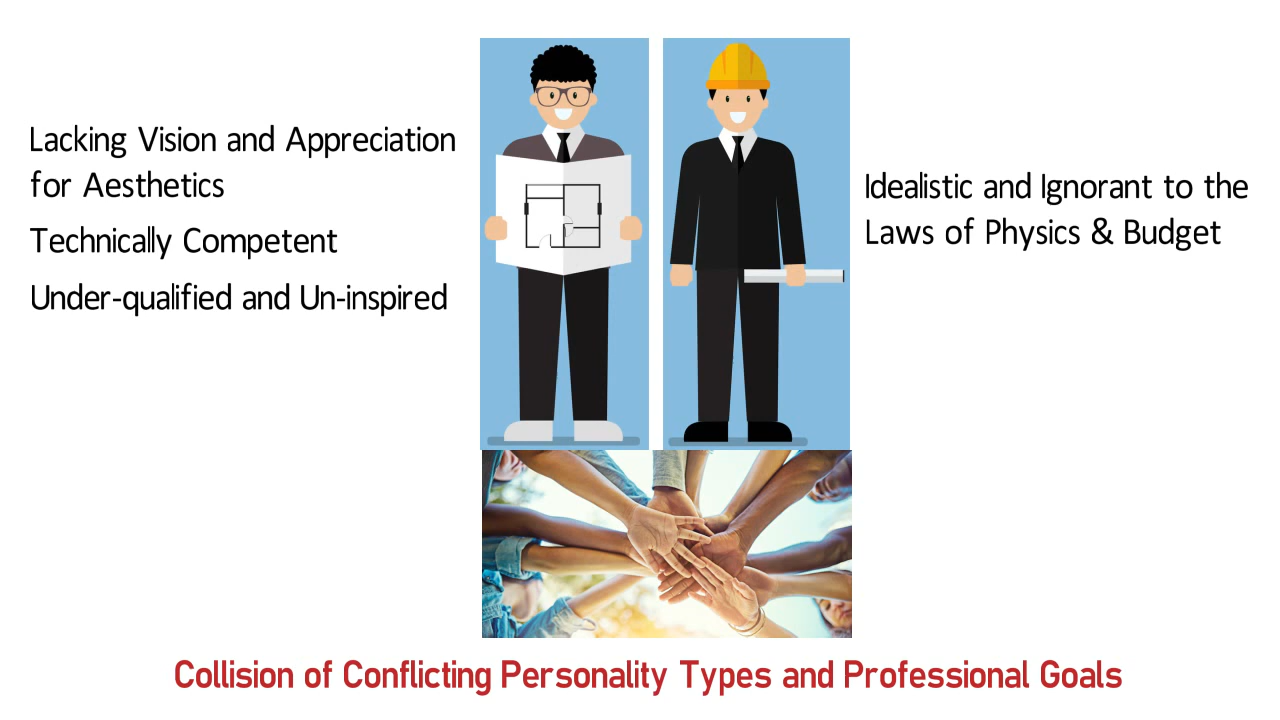 Lacking Vision and Appreciation
for Aesthetics
Technically Competent
Under-qualified and Un-inspired
Idealistic and Ignorant to the
Laws of Physics & Budget
Collision of Conflicting Personality Types and Professional Goals